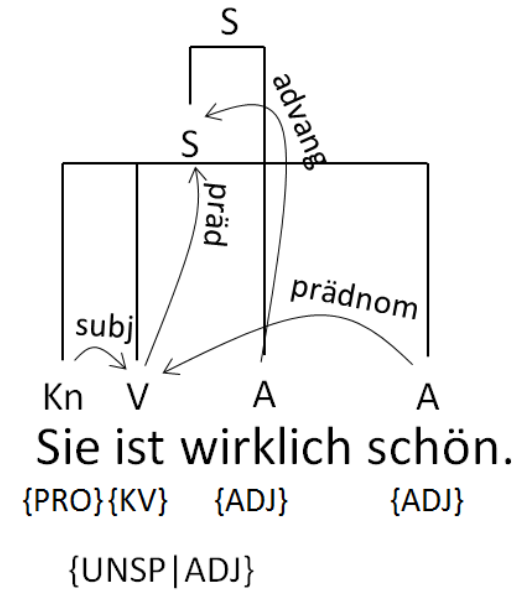 S
advang
S
präd
prädnom
subj
Kn V A A
Sie ist wirklich schön.
{PRO} {KV} {ADJ} {ADJ}
{UNSP|ADJ}